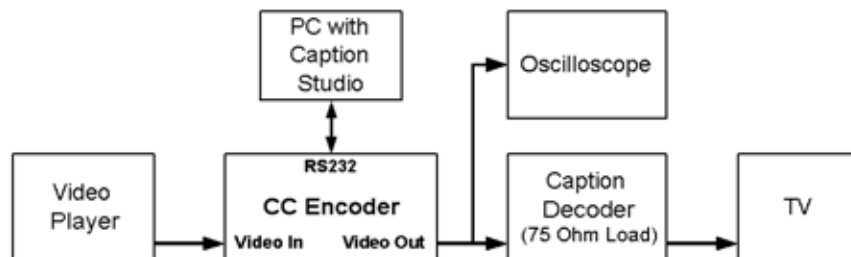 PC with
Caption
Studio
Oscilloscope
Video
Player
RS232
CC Encoder
Video In
Video Out
Caption
Decoder
(75 Ohm Load)
TV